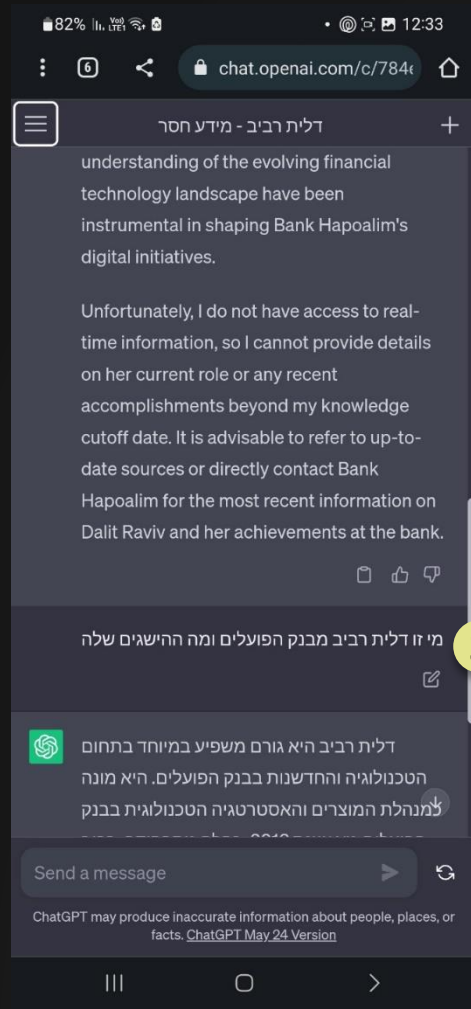 82% Vo) LTE1 12:33
6 chat.openai.com/c/784
דלית רביב - מידע חסר
understanding of the evolving financial
technology landscape have been
instrumental in shaping Bank Hapoalim's
digital initiatives.
Unfortunately, I do not have access to real-
time information, so I cannot provide details
on her current role or any recent
accomplishments beyond my knowledge
cutoff date. It is advisable to refer to up-to-
date sources or directly contact Bank
Hapoalim for the most recent information on
Dalit Raviv and her achievements at the bank.
מי זו דלית רביב מבנק הפועלים ומה ההישגים שלה
דלית רביב היא גורם משפיע במיוחד בתחום
הטכנולוגיה והחדשנות בבנק הפועלים. היא מונה
כמנהלת המוצרים והאסטרטגיה הטכנולוגית בבנק
Send a message
ChatGPT may produce inaccurate information about people, places, or
facts. ChatGPT May 24 Version